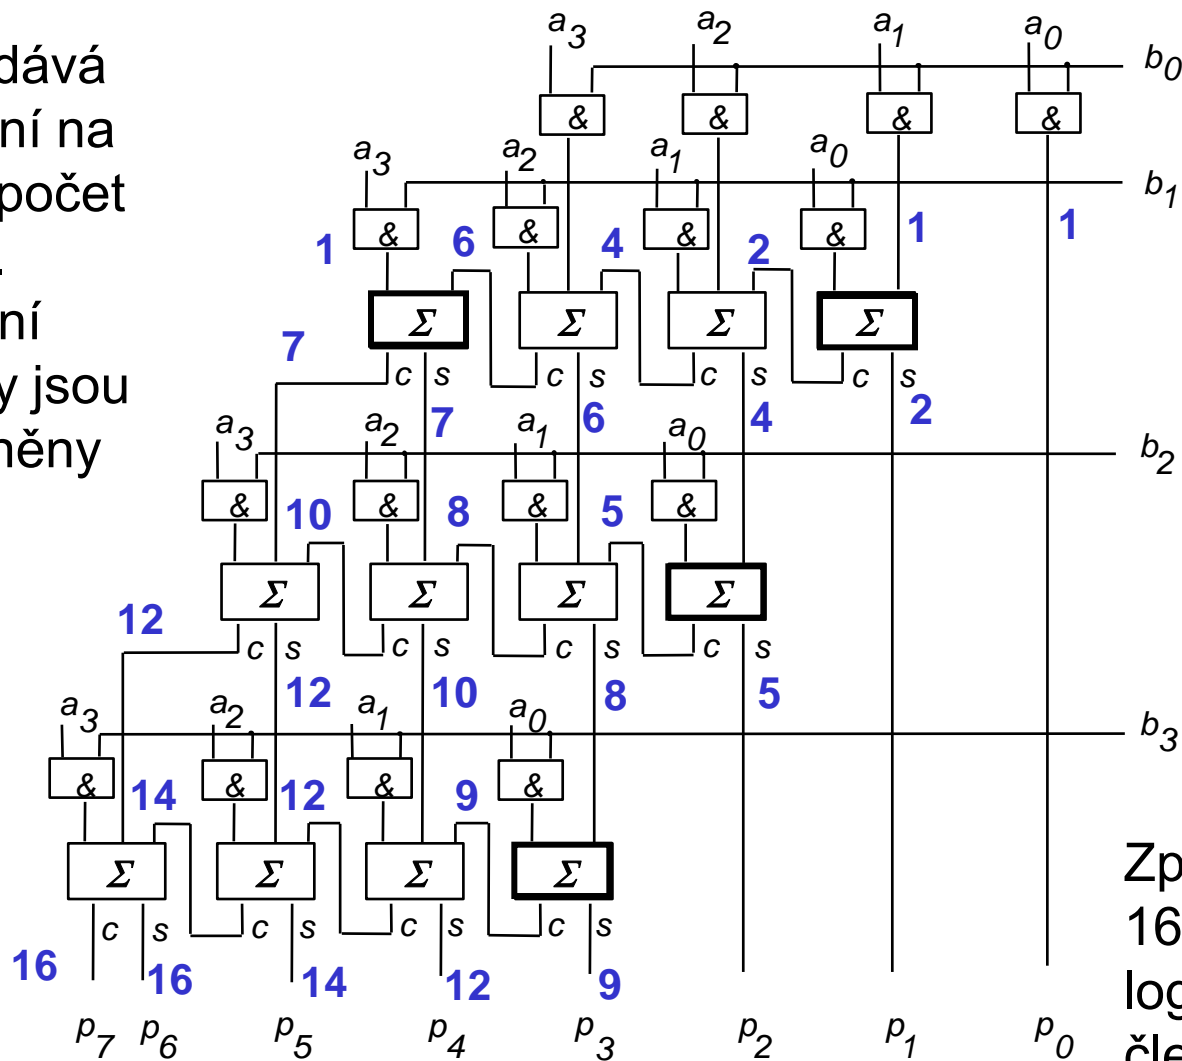 a3 a2 a1 a0
b0
dává
ní na
počet
.
ní
y jsou
něny
& & & &
a3 a2 a1 a0
b1
& & & &
1 6 4 2 1 1
Σ Σ Σ Σ
7
c s c s c s c s
7 6 4 2
a3 a2 a1 a0
b2
& & & &
10 8 5
Σ Σ Σ Σ
12
c s c s c s c s
12 10 8 5
a3 a2 a1 a0
b3
& & & &
14 12 9
Σ Σ Σ Σ
c s c s c s c s
16 16 14 12 9
p7 p6 p5 p4 p3 p2 p1 p0
Zp
16
log
čle